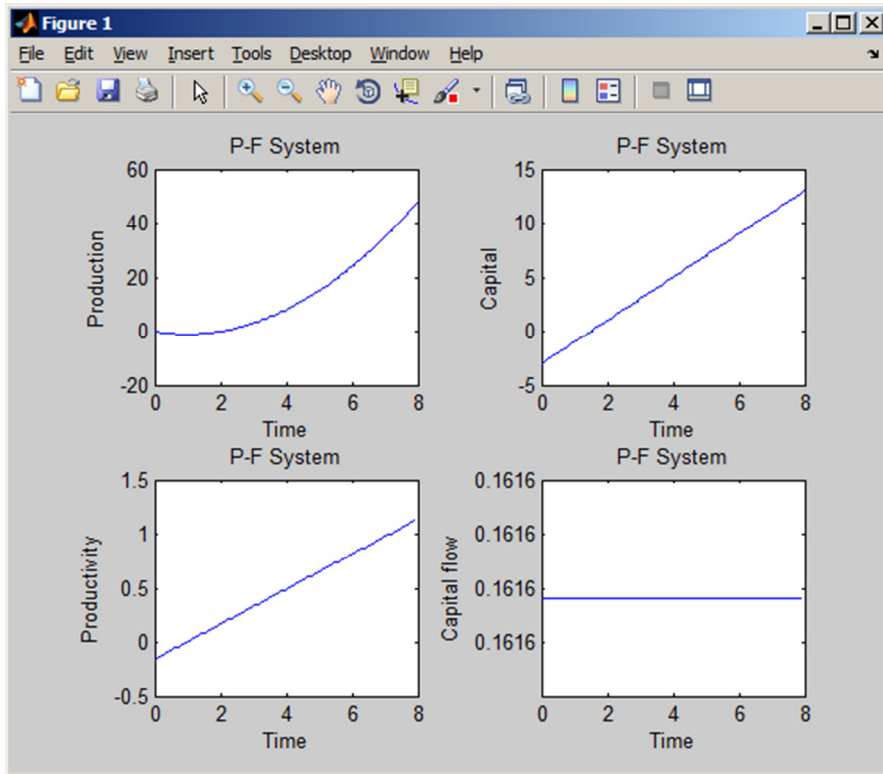 Figure 1
File Edit View Insert Tools Desktop Window Help
P-F System
60
40
20
0
-20
Production
0 2 4 6 8
Time
P-F System
15
10
5
0
-5
Capital
0 2 4 6 8
Time
P-F System
1.5
1
0.5
0
-0.5
Productivity
0 2 4 6 8
Time
P-F System
0.1616
0.1616
0.1616
0.1616
Capital flow
0 2 4 6 8
Time